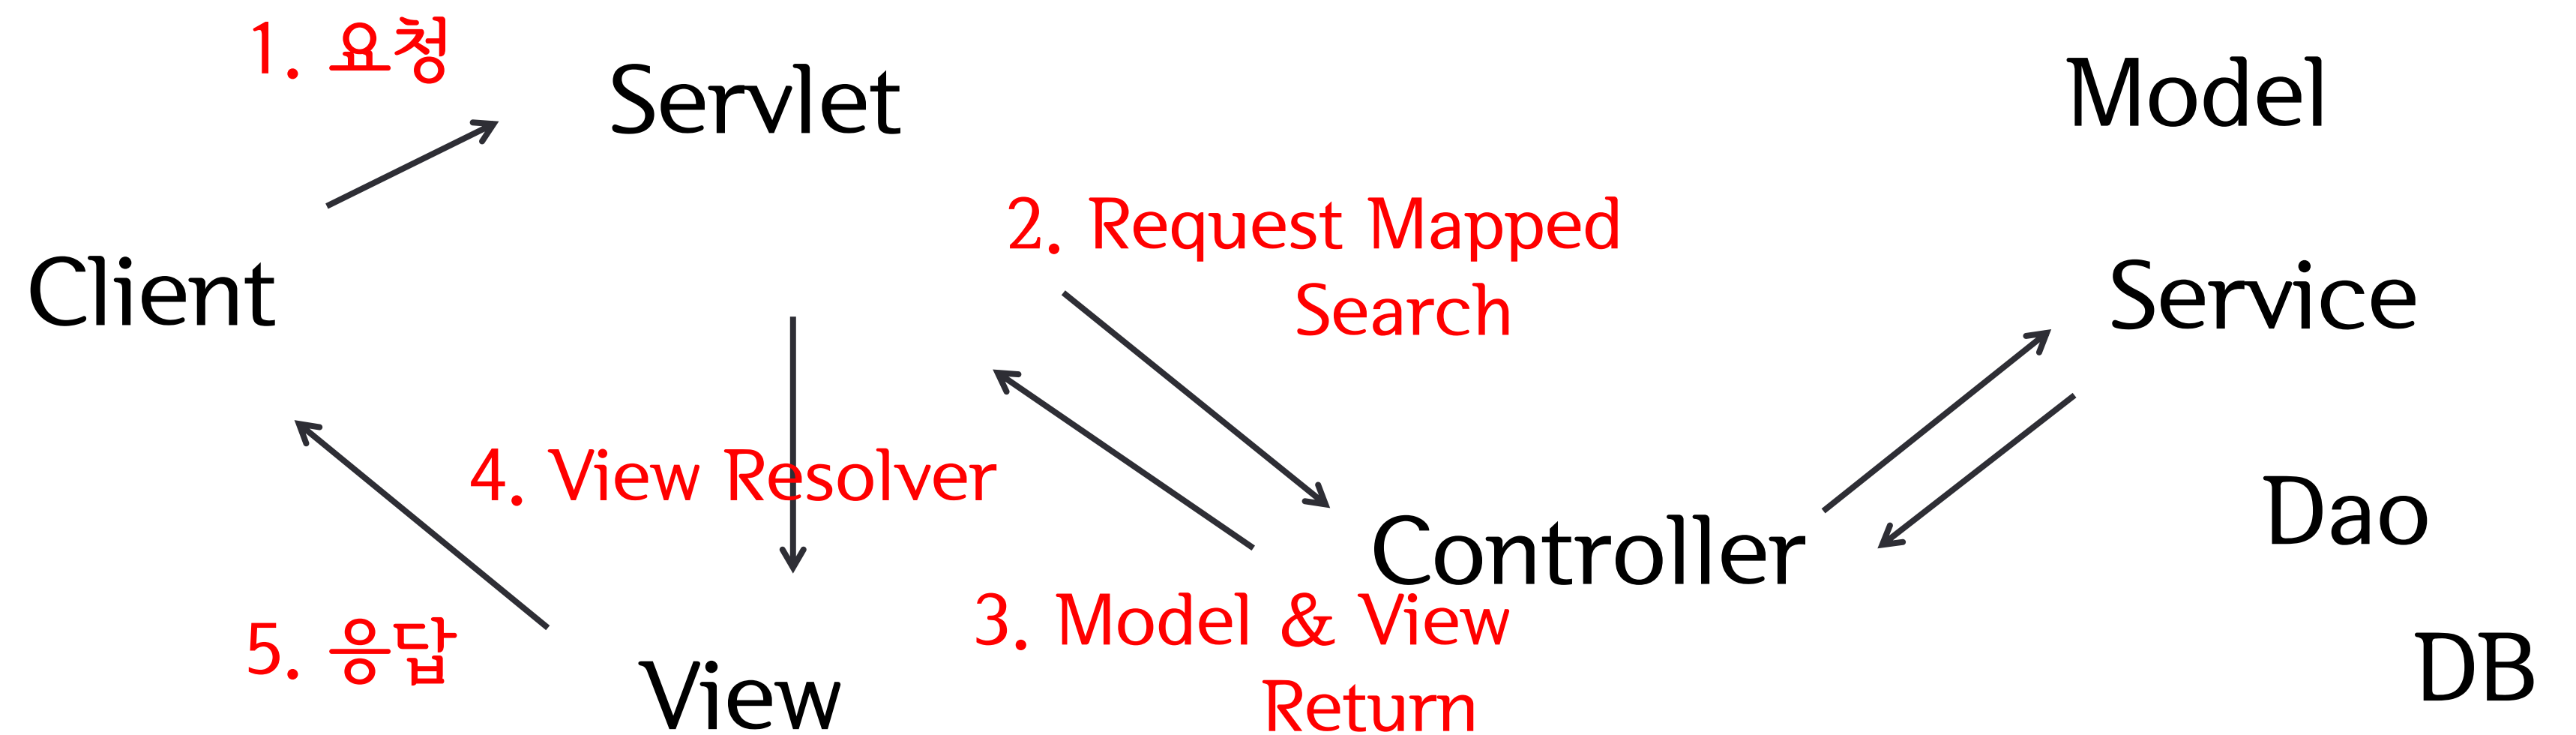 1. 요청
Servlet
Model
2. Request Mapped
Search
Client
Service
4. View Resolver
Dao
Controller
3. Model & View
Return
5. 응답
View
DB